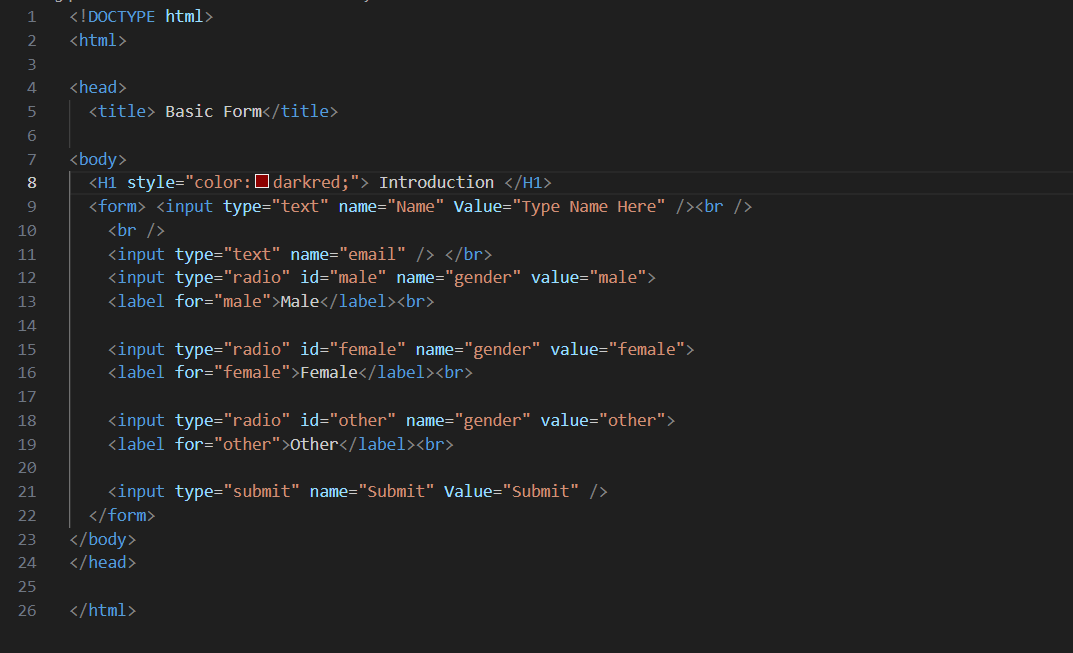 1 <!DOCTYPE html>
2 <html>
3
4 <head>
5 <title> Basic Form</title>
6
7 <body>
8 <H1 style="color:darkred;"> Introduction </H1>
9 <form> <input type="text" name="Name" Value="Type Name Here" /><br />
10 <br />
11 <input type="text" name="email" /> </br>
12 <input type="radio" id="male" name="gender" value="male">
13 <label for="male">Male</label><br>
14
15 <input type="radio" id="female" name="gender" value="female">
16 <label for="female">Female</label><br>
17
18 <input type="radio" id="other" name="gender" value="other">
19 <label for="other">Other</label><br>
20
21 <input type="submit" name="Submit" Value="Submit" />
22 </form>
23 </body>
24 </head>
25
26 </html>